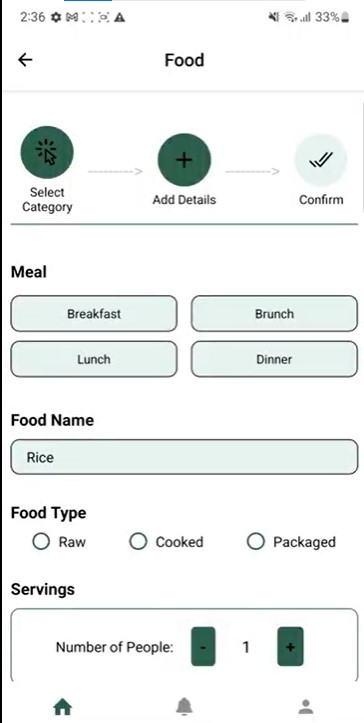 2:36 33%
Food
Select
Category
Add Details
Confirm
Meal
Breakfast Brunch
Lunch Dinner
Food Name
Rice
Food Type
Raw Cooked Packaged
Servings
Number of People: - 1 +